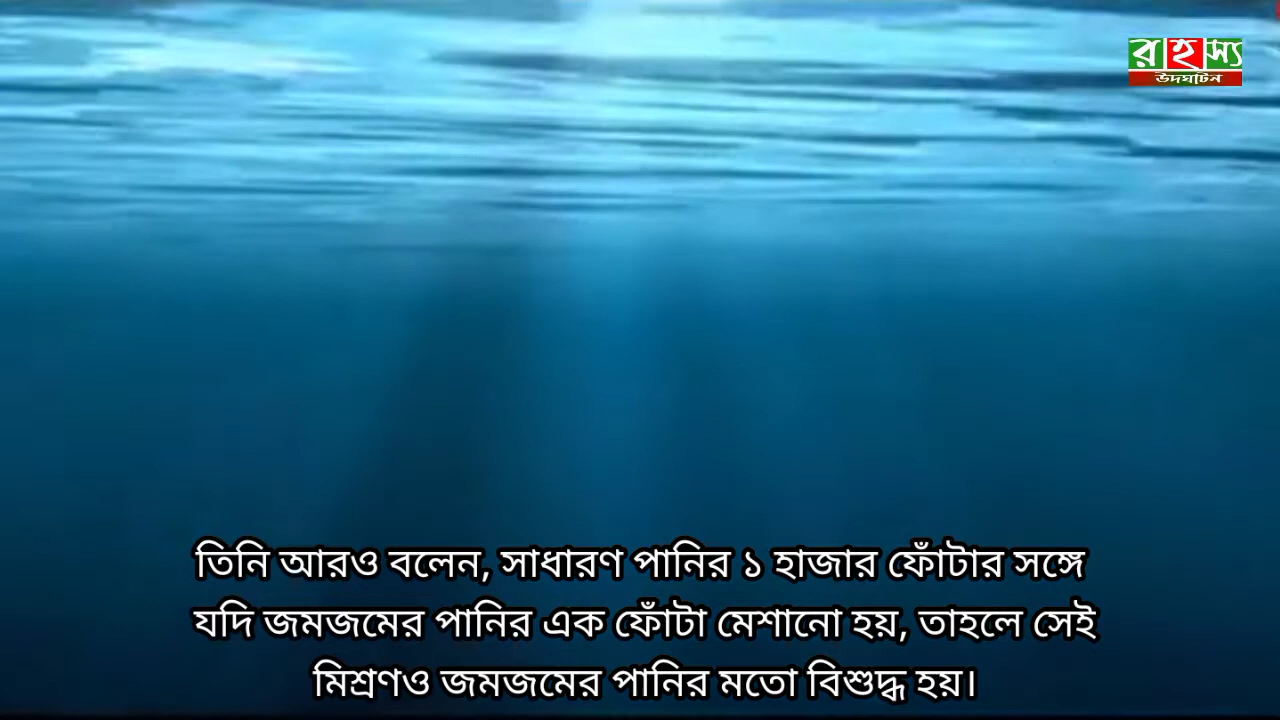 রহস্য
উদঘাটন
তিনি আরও বলেন, সাধারণ পানির ১ হাজার ফোঁটার সঙ্গে
যদি জমজমের পানির এক ফোঁটা মেশানো হয়, তাহলে সেই
মিশ্রণও জমজমের পানির মতো বিশুদ্ধ হয়।